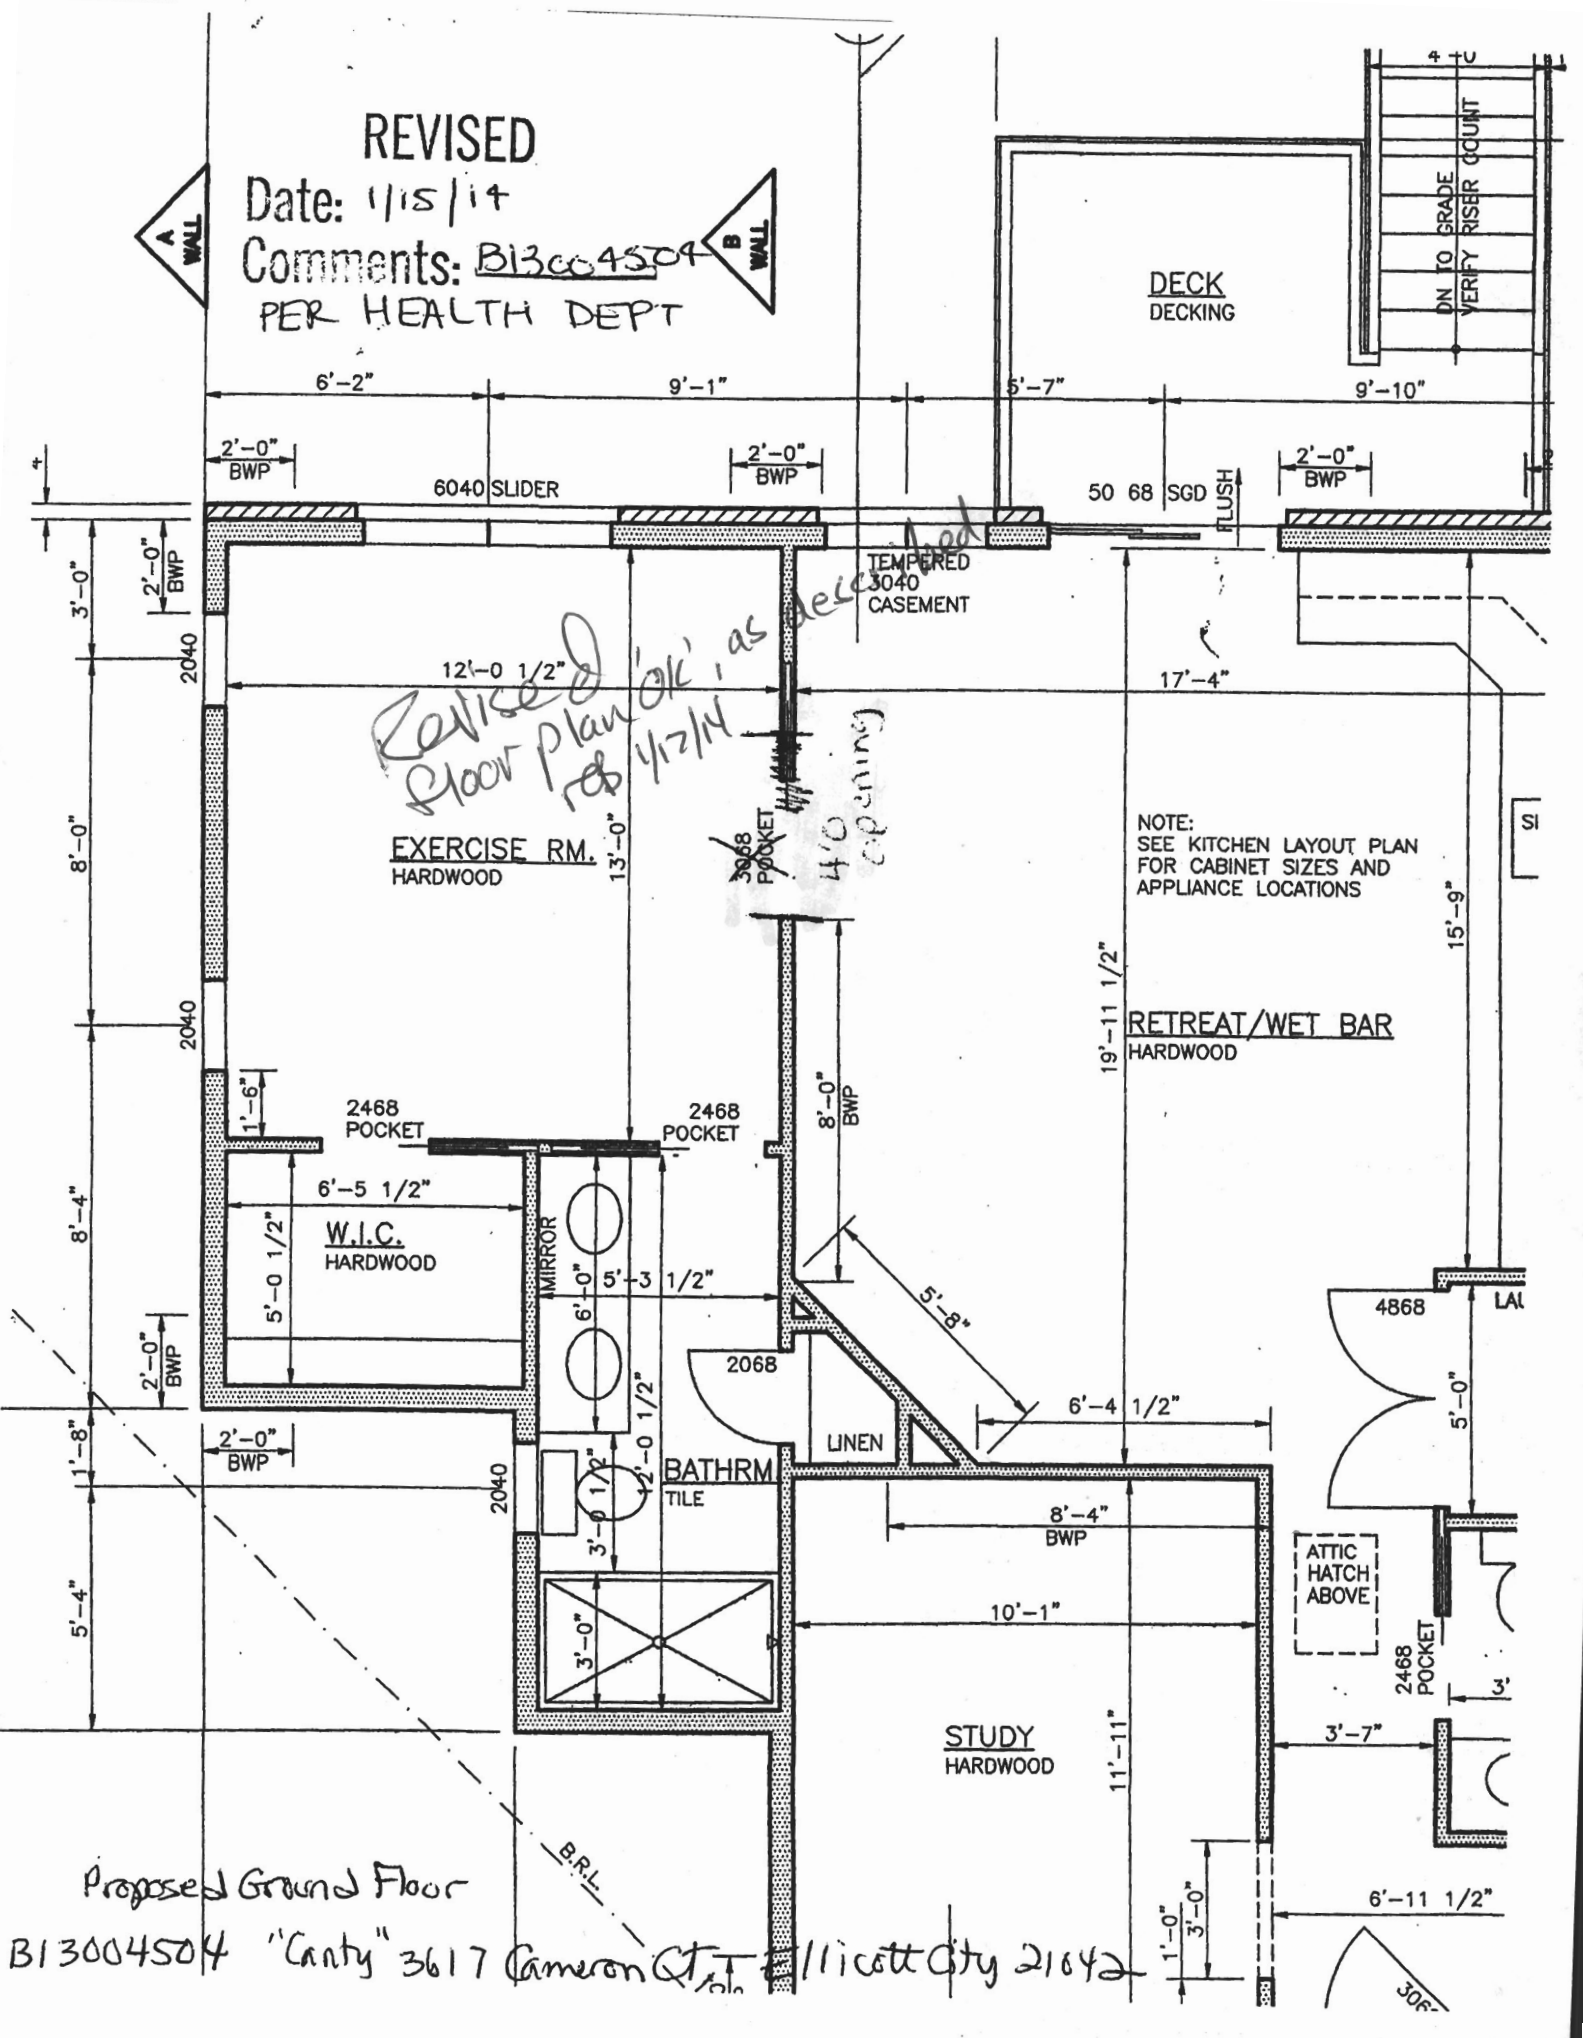 4'-0
REVISED
Date: 1/15/14
Comments: B13004504
PER HEALTH DEPT
A
WALL
B
WALL
DECK
DECKING
DN TO GRADE
VERIFY RISER COUNT
6'-2"
9'-1"
5'-7"
9'-10"
2'-0"
BWP
2'-0"
BWP
2'-0"
BWP
4
6040 SLIDER
50 68 SGD
FLUSH
3'-0"
2'-0"
BWP
TEMPERED
3040
CASEMENT
2040
12'-0 1/2"
17'-4"
Revised
floor plan 'ok', as described
1/17/14
4'0
opening
3068
POCKET
8'-0"
EXERCISE RM.
HARDWOOD
13'-0"
NOTE:
SEE KITCHEN LAYOUT PLAN
FOR CABINET SIZES AND
APPLIANCE LOCATIONS
SI
15'-9"
19'-11 1/2"
RETREAT/WET BAR
HARDWOOD
2040
1'-6"
2468
POCKET
2468
POCKET
8'-0"
BWP
8'-4"
6'-5 1/2"
W.I.C.
HARDWOOD
5'-0 1/2"
MIRROR
6'-0"
5'-3 1/2"
5'-8"
4868
LAU
2'-0"
BWP
2068
12'-0 1/2"
6'-4 1/2"
5'-0"
1'-8"
2'-0"
BWP
LINEN
2040
3'-0 1/2"
BATHRM
TILE
8'-4"
BWP
ATTIC
HATCH
ABOVE
5'-4"
3'-0"
10'-1"
2468
POCKET
3'
STUDY
HARDWOOD
11'-11"
3'-7"
B.R.L.
Proposed Ground Floor
3'-0"
1'-0"
6'-11 1/2"
B13004504 "Canty" 3617 Cameron Ct, Ellicott City 21042
306